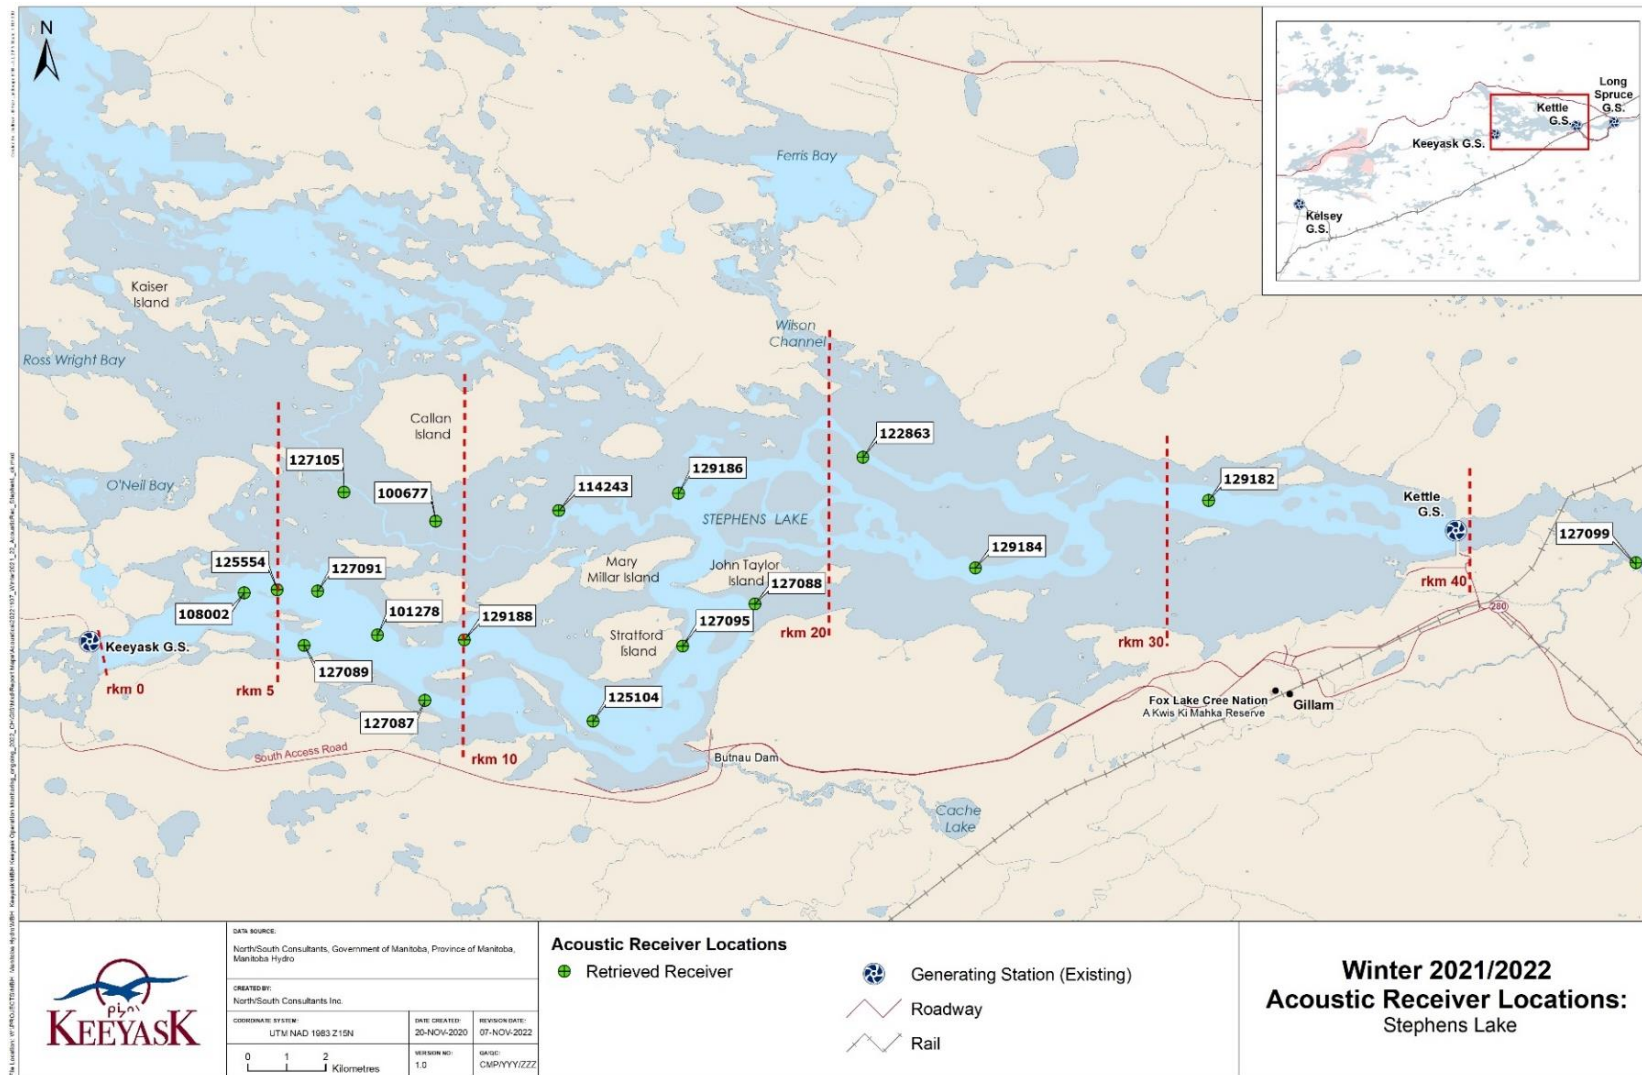 N
Ferris Bay
Kaiser
Island
Wilson
Channel
Ross Wright Bay
Callan
Island
O'Neil Bay
STEPHENS LAKE
Mary
Millar Island
John Taylor
Island
Stratford
Island
127105
100677
114243
129186
122863
129182
129184
127099
125554
108002
127091
101278
129188
127088
127095
127089
127087
125104
Keeyask G.S.
Kettle
G.S.
rkm 0
rkm 5
rkm 10
rkm 20
rkm 30
rkm 40
280
South Access Road
Butnau Dam
Cache
Lake
Fox Lake Cree Nation
A Kwis Ki Mahka Reserve
Gillam
Long
Spruce
G.S.
Kettle
G.S.
Keeyask G.S.
Kelsey
G.S.
KEEYASK
DATA SOURCE:
North/South Consultants, Government of Manitoba, Province of Manitoba,
Manitoba Hydro
CREATED BY:
North/South Consultants Inc.
COORDINATE SYSTEM:
UTM NAD 1983 Z15N
DATE CREATED:
20-NOV-2020
REVISION DATE:
07-NOV-2022
0 1 2
Kilometres
VERSION NO:
1.0
QA/QC:
CMP/YYY/ZZZ
Acoustic Receiver Locations
Retrieved Receiver
Generating Station (Existing)
Roadway
Rail
Winter 2021/2022
Acoustic Receiver Locations:
Stephens Lake